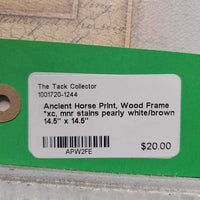 The Tack Collector
1001720-1244
Ancient Horse Print, Wood Frame
*xc, mnr stains pearly white/brown
14.5" x 14.5"
$20.00
APW2FE